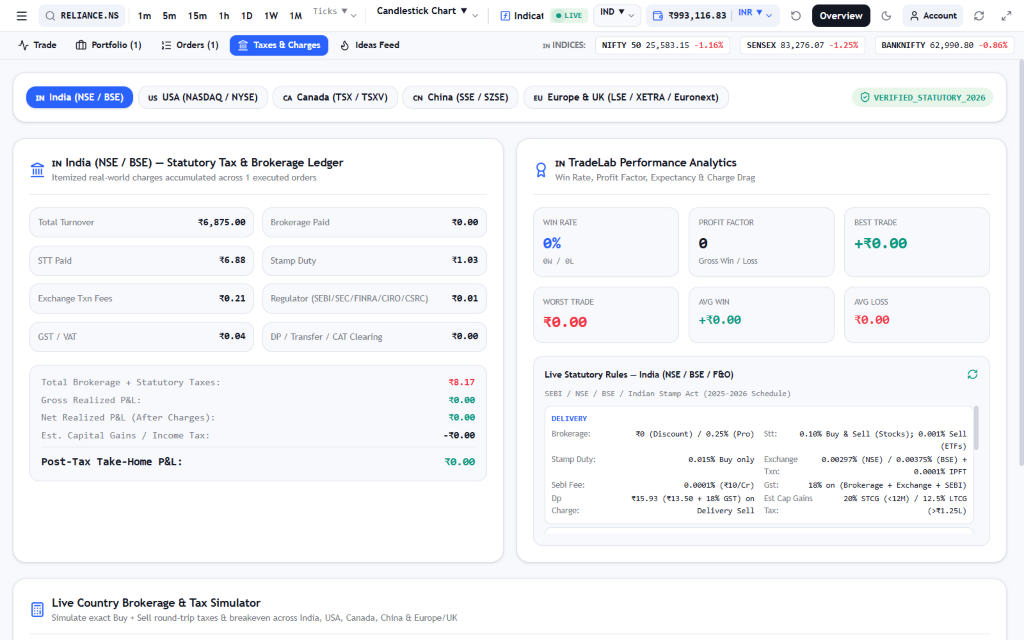 RELIANCE.NS 1m 5m 15m 1h 1D 1W 1M Ticks ▼ Candlestick Chart ▼ Indicat LIVE IND ▼ ₹993,116.83 INR ▼ Overview Account
Trade Portfolio (1) Orders (1) Taxes & Charges Ideas Feed IN INDICES: NIFTY 50 25,583.15 -1.16% SENSEX 83,276.07 -1.25% BANKNIFTY 62,990.80 -0.86%
IN India (NSE / BSE) US USA (NASDAQ / NYSE) CA Canada (TSX / TSXV) CN China (SSE / SZSE) EU Europe & UK (LSE / XETRA / Euronext) VERIFIED_STATUTORY_2026
IN India (NSE / BSE) — Statutory Tax & Brokerage Ledger
Itemized real-world charges accumulated across 1 executed orders
Total Turnover ₹6,875.00 Brokerage Paid ₹0.00
STT Paid ₹6.88 Stamp Duty ₹1.03
Exchange Txn Fees ₹0.21 Regulator (SEBI/SEC/FINRA/CIRO/CSRC) ₹0.01
GST / VAT ₹0.04 DP / Transfer / CAT Clearing ₹0.00
Total Brokerage + Statutory Taxes: ₹8.17
Gross Realized P&L: ₹0.00
Net Realized P&L (After Charges): ₹0.00
Est. Capital Gains / Income Tax: -₹0.00
Post-Tax Take-Home P&L: ₹0.00
IN TradeLab Performance Analytics
Win Rate, Profit Factor, Expectancy & Charge Drag
WIN RATE PROFIT FACTOR BEST TRADE
0% 0 +₹0.00
0W / 0L Gross Win / Loss
WORST TRADE AVG WIN AVG LOSS
₹0.00 +₹0.00 ₹0.00
Live Statutory Rules — India (NSE / BSE / F&O)
SEBI / NSE / BSE / Indian Stamp Act (2025-2026 Schedule)
DELIVERY
Brokerage: ₹0 (Discount) / 0.25% (Pro) Stt: 0.10% Buy & Sell (Stocks); 0.001% Sell
(ETFs)
Stamp Duty: 0.015% Buy only Exchange 0.00297% (NSE) / 0.00375% (BSE) +
Txn: 0.0001% IPFT
Sebi Fee: 0.0001% (₹10/Cr) Gst: 18% on (Brokerage + Exchange + SEBI)
Dp ₹15.93 (₹13.50 + 18% GST) on Est Cap Gains 20% STCG (<12M) / 12.5% LTCG
Charge: Delivery Sell Tax: (>₹1.25L)
Live Country Brokerage & Tax Simulator
Simulate exact Buy + Sell round-trip taxes & breakeven across India, USA, Canada, China & Europe/UK